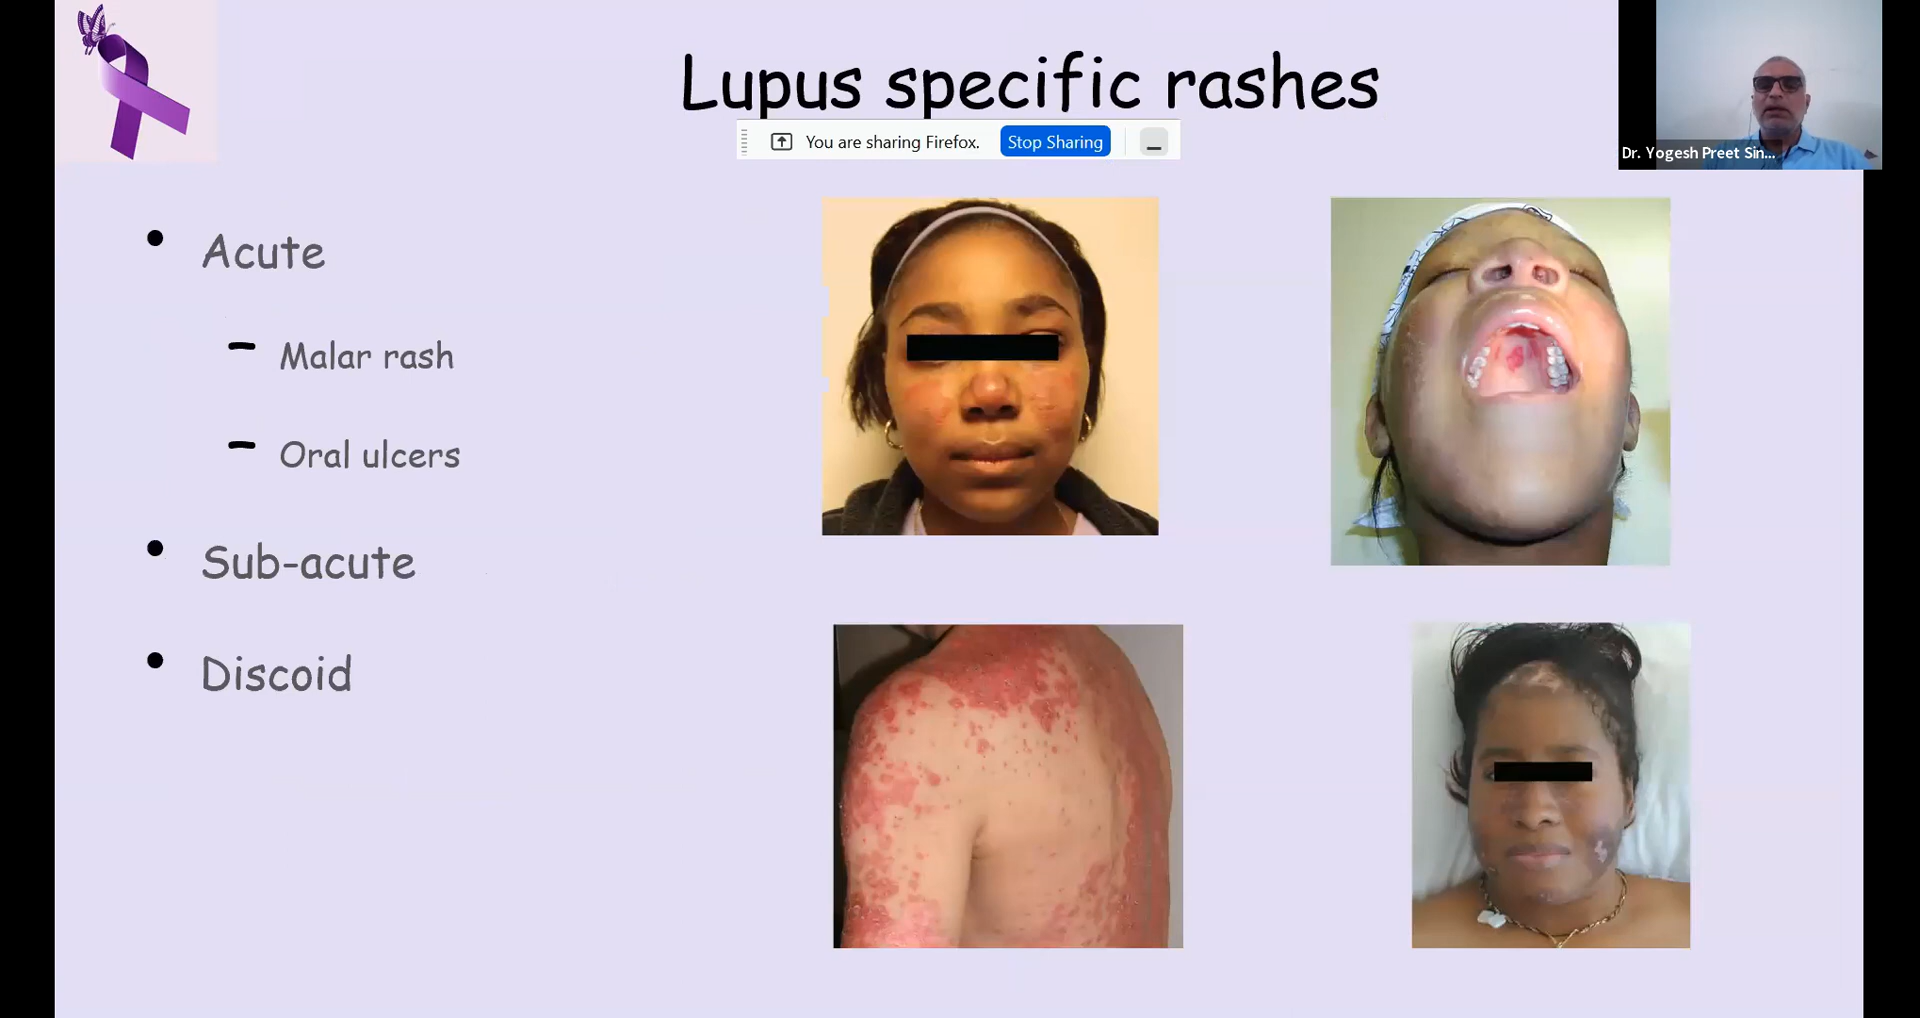 Lupus specific rashes
You are sharing Firefox. Stop Sharing
Dr. Yogesh Preet Sin...
• Acute
– Malar rash
– Oral ulcers
• Sub-acute
• Discoid